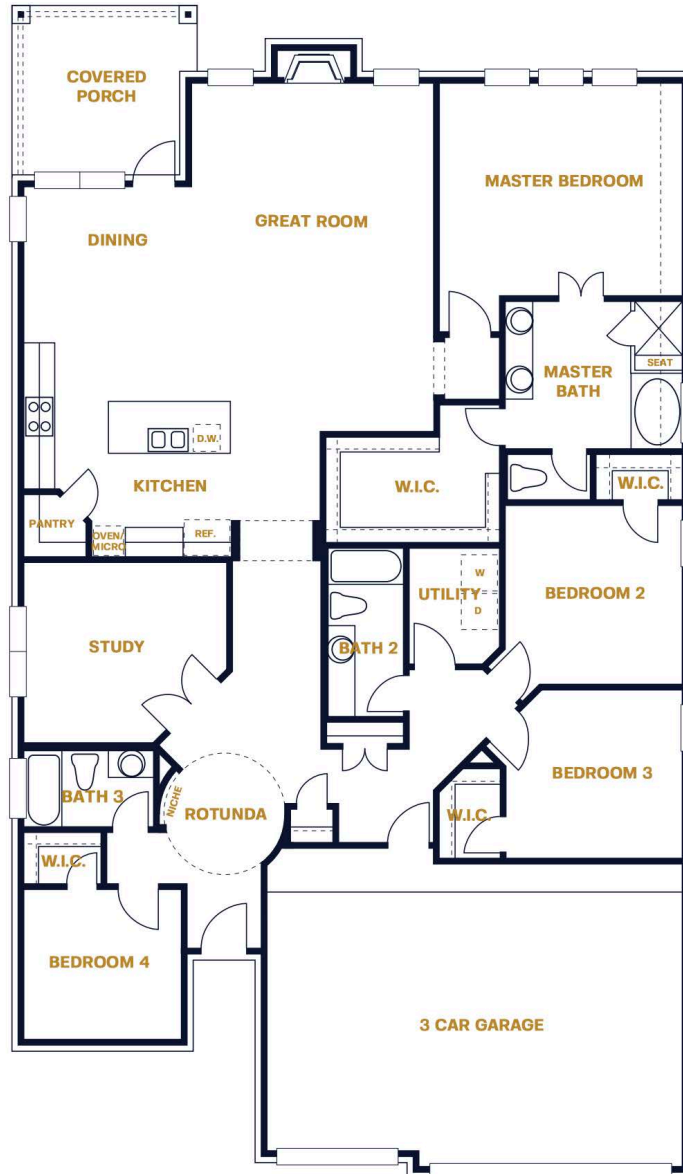 COVERED
PORCH
MASTER BEDROOM
GREAT ROOM
DINING
SEAT
MASTER
BATH
D.W.
KITCHEN
W.I.C.
W.I.C.
PANTRY
OVEN/
MICRO
REF.
W
UTILITY
BEDROOM 2
D
STUDY
BATH 2
BEDROOM 3
BATH 3
NICHE
ROTUNDA
W.I.C.
W.I.C.
BEDROOM 4
3 CAR GARAGE